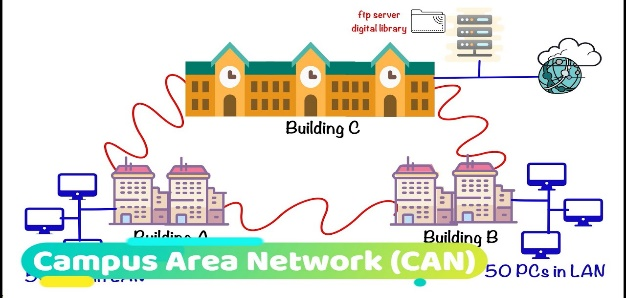 ftp server
digital library
Building C
Building B
Campus Area Network (CAN)
50 PCs in LAN